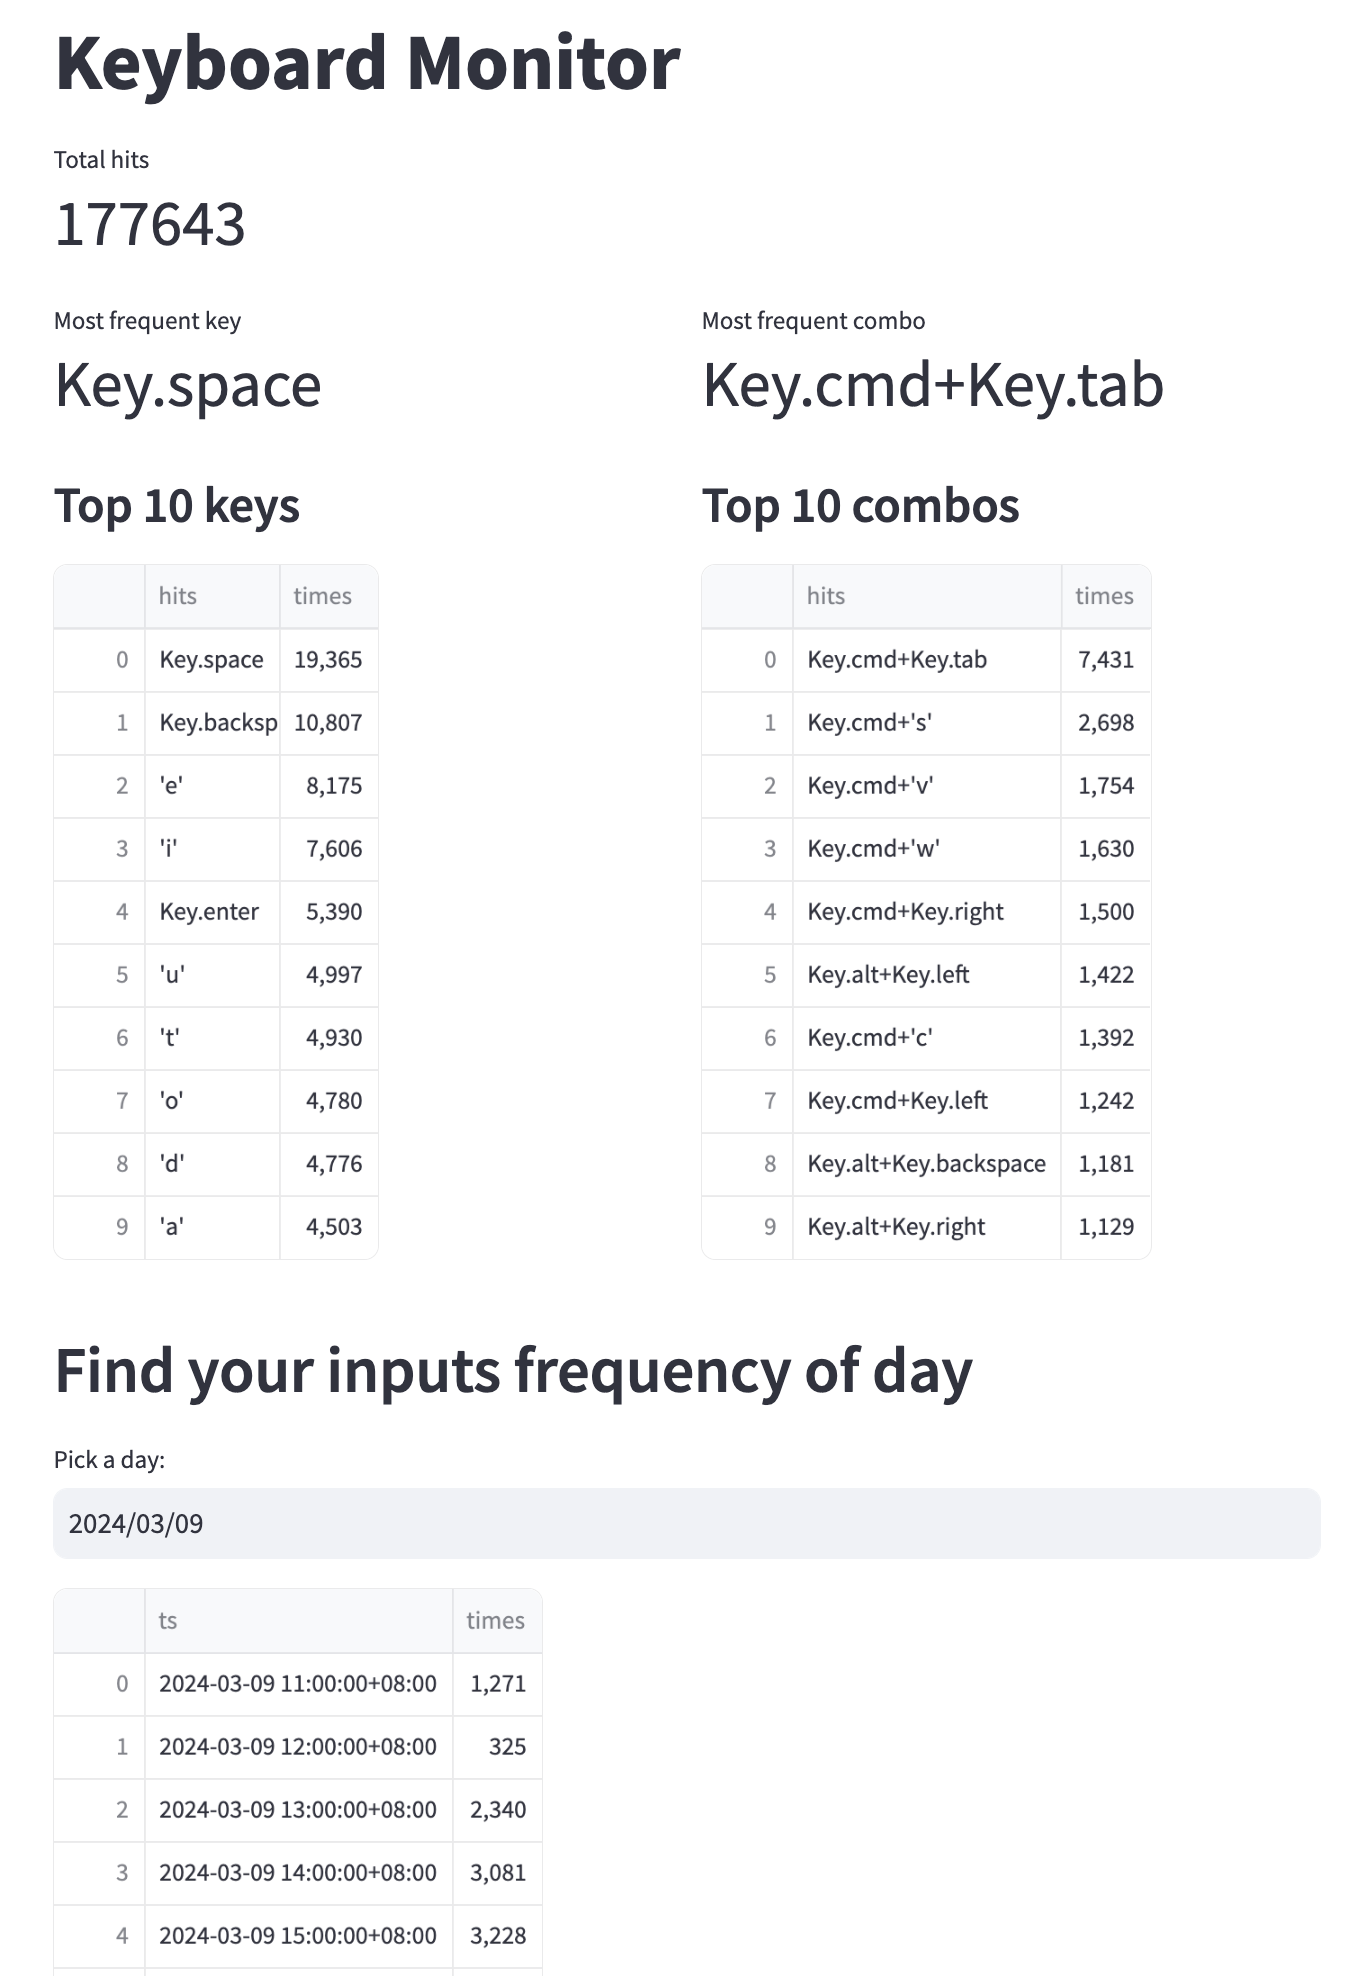 Keyboard Monitor
Total hits
177643
Most frequent key
Key.space
Most frequent combo
Key.cmd+Key.tab
Top 10 keys
hits times
0 Key.space 19,365
1 Key.backsp 10,807
2 'e' 8,175
3 'i' 7,606
4 Key.enter 5,390
5 'u' 4,997
6 't' 4,930
7 'o' 4,780
8 'd' 4,776
9 'a' 4,503
Top 10 combos
hits times
0 Key.cmd+Key.tab 7,431
1 Key.cmd+'s' 2,698
2 Key.cmd+'v' 1,754
3 Key.cmd+'w' 1,630
4 Key.cmd+Key.right 1,500
5 Key.alt+Key.left 1,422
6 Key.cmd+'c' 1,392
7 Key.cmd+Key.left 1,242
8 Key.alt+Key.backspace 1,181
9 Key.alt+Key.right 1,129
Find your inputs frequency of day
Pick a day:
2024/03/09
ts times
0 2024-03-09 11:00:00+08:00 1,271
1 2024-03-09 12:00:00+08:00 325
2 2024-03-09 13:00:00+08:00 2,340
3 2024-03-09 14:00:00+08:00 3,081
4 2024-03-09 15:00:00+08:00 3,228